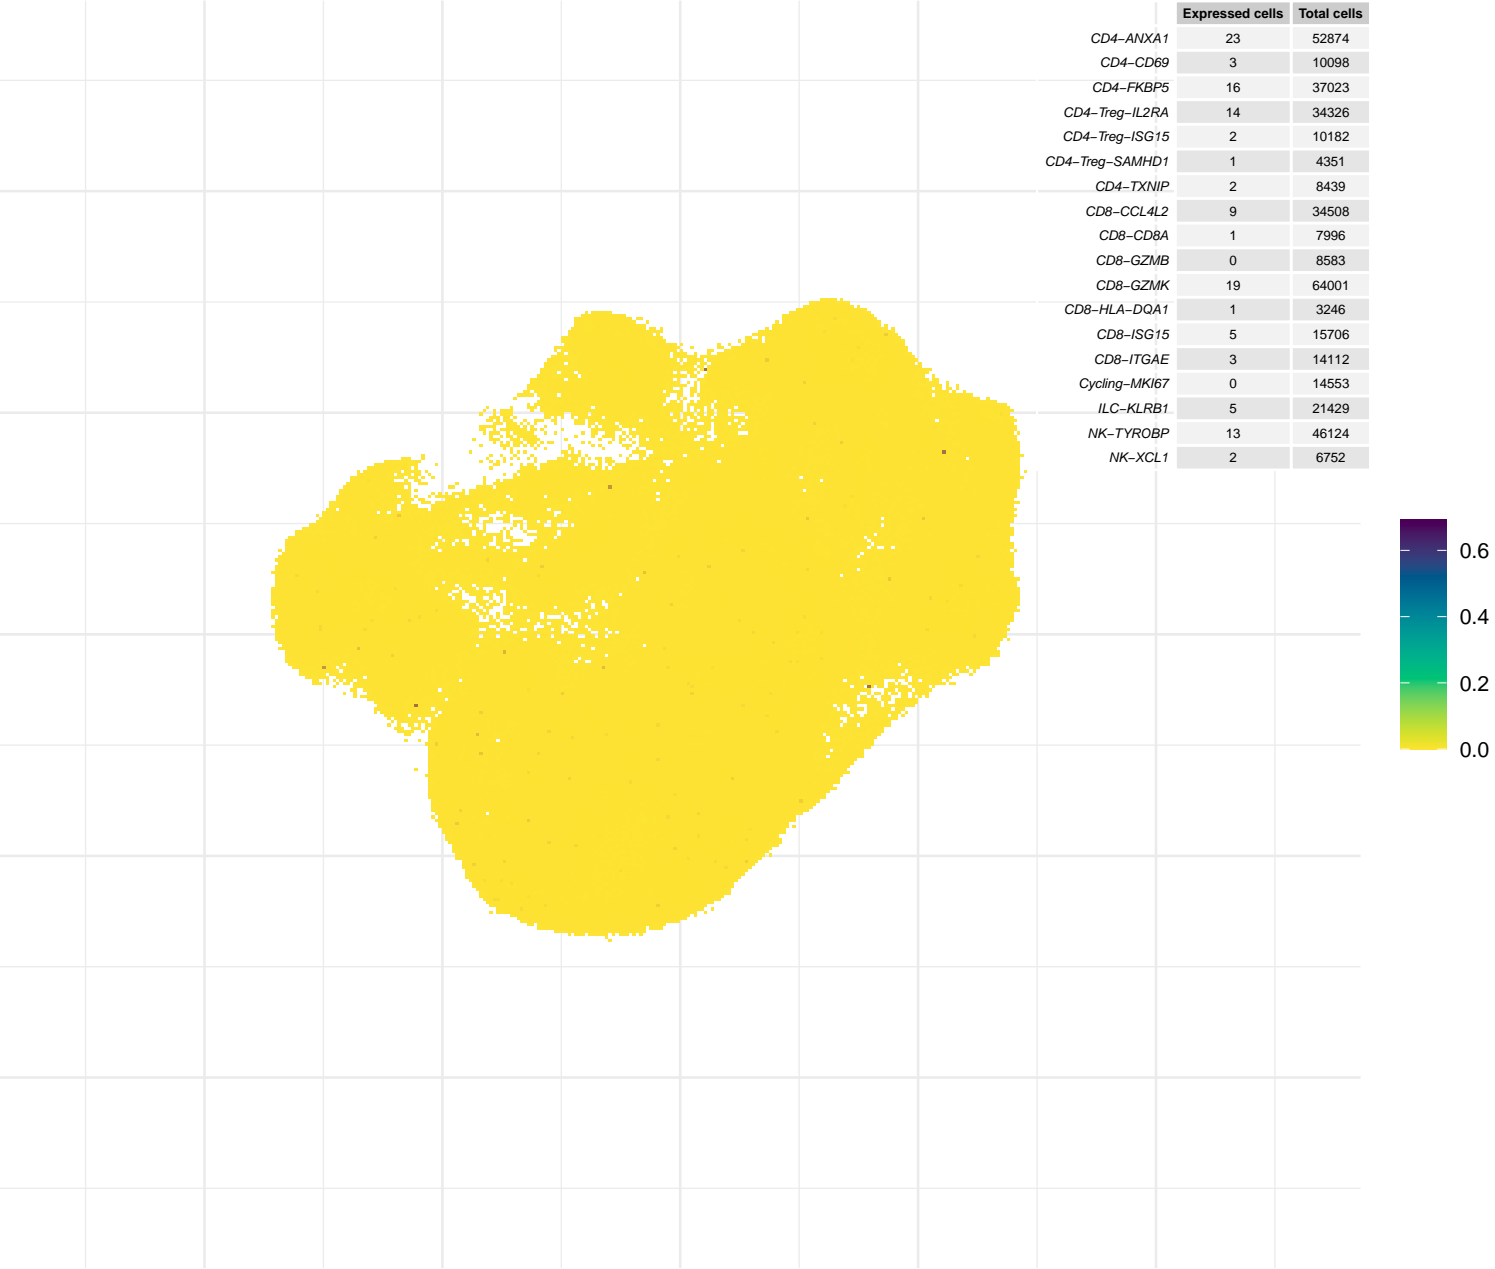 Expressed cells Total cells
CD4−ANXA1 23 52874
CD4−CD69 3 10098
CD4−FKBP5 16 37023
CD4−Treg−IL2RA 14 34326
CD4−Treg−ISG15 2 10182
CD4−Treg−SAMHD1 1 4351
CD4−TXNIP 2 8439
CD8−CCL4L2 9 34508
CD8−CD8A 1 7996
CD8−GZMB 0 8583
CD8−GZMK 19 64001
CD8−HLA−DQA1 1 3246
CD8−ISG15 5 15706
CD8−ITGAE 3 14112
Cycling−MKI67 0 14553
ILC−KLRB1 5 21429
NK−TYROBP 13 46124
NK−XCL1 2 6752
0.6
0.4
0.2
0.0